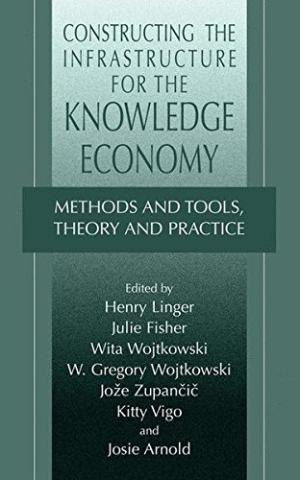 CONSTRUCTING THE
INFRASTRUCTURE
FOR THE
KNOWLEDGE
ECONOMY
METHODS AND TOOLS,
THEORY AND PRACTICE
Edited by
Henry Linger
Julie Fisher
Wita Wojtkowski
W. Gregory Wojtkowski
Jože Zupančič
Kitty Vigo
and
Josie Arnold